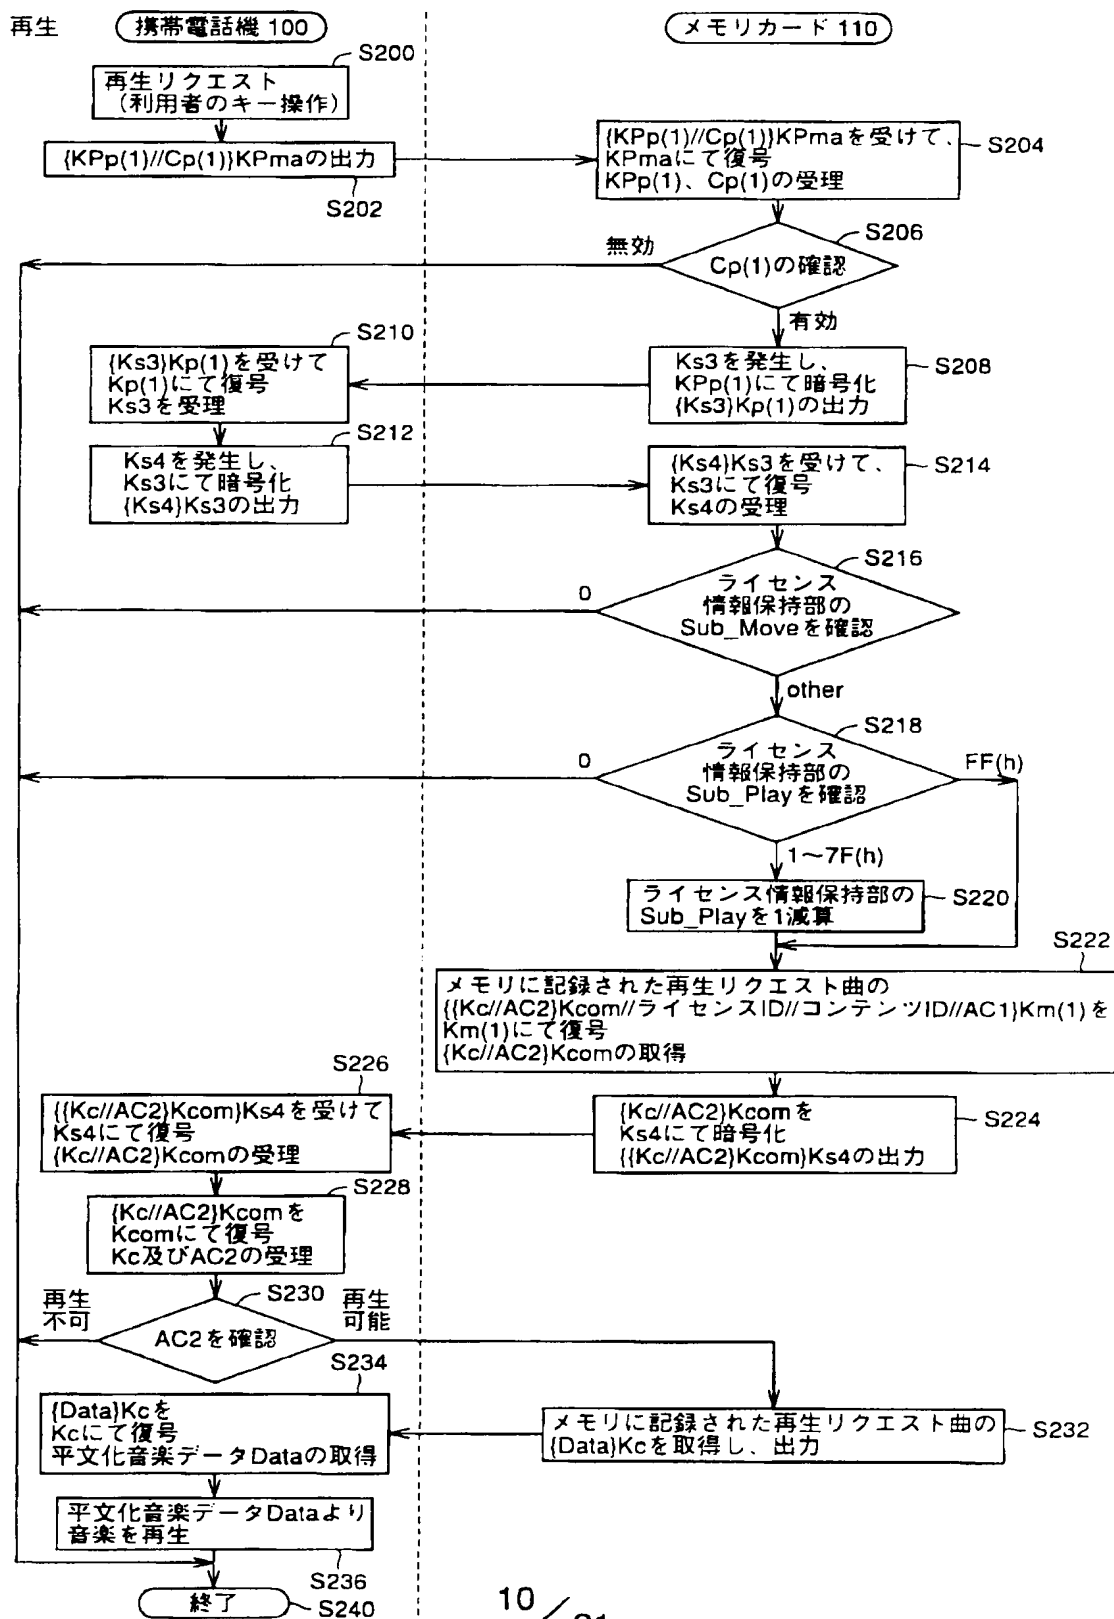 再生
携帯電話機 100
メモリカード 110
S200
再生リクエスト
(利用者のキー操作)
{KPp(1)//Cp(1)}KPmaの出力
S202
{KPp(1)//Cp(1)}KPmaを受けて、
KPmaにて復号
KPp(1)、Cp(1)の受理
S204
S206
無効
Cp(1)の確認
有効
S210
{Ks3}Kp(1)を受けて
Kp(1)にて復号
Ks3を受理
Ks3を発生し、
KPp(1)にて暗号化
{Ks3}Kp(1)の出力
S208
S212
Ks4を発生し、
Ks3にて暗号化
{Ks4}Ks3の出力
{Ks4}Ks3を受けて、
Ks3にて復号
Ks4の受理
S214
S216
0
ライセンス
情報保持部の
Sub_Moveを確認
other
S218
0
ライセンス
情報保持部の
Sub_Playを確認
FF(h)
1~7F(h)
ライセンス情報保持部の
Sub_Playを1減算
S220
S222
メモリに記録された再生リクエスト曲の
{{Kc//AC2}Kcom//ライセンスID//コンテンツID//AC1}Km(1)を
Km(1)にて復号
{Kc//AC2}Kcomの取得
S226
{{Kc//AC2}Kcom}Ks4を受けて
Ks4にて復号
{Kc//AC2}Kcomの受理
{Kc//AC2}Kcomを
Ks4にて暗号化
{{Kc//AC2}Kcom}Ks4の出力
S224
S228
{Kc//AC2}Kcomを
Kcomにて復号
Kc及びAC2の受理
S230
再生
不可
再生
可能
AC2を確認
S234
{Data}Kcを
Kcにて復号
平文化音楽データDataの取得
メモリに記録された再生リクエスト曲の
{Data}Kcを取得し、出力
S232
平文化音楽データDataより
音楽を再生
S236
終了
S240
10/